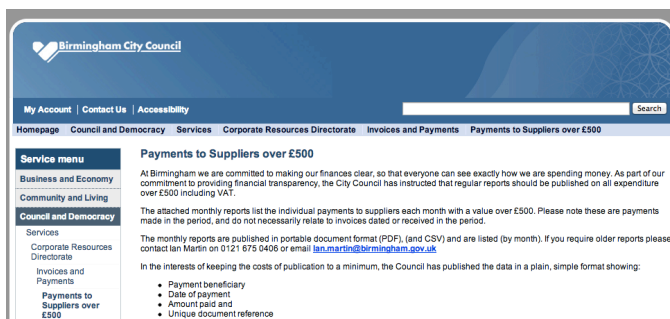 Birmingham City Council
My Account | Contact Us | Accessibility
Search
Homepage Council and Democracy Services Corporate Resources Directorate Invoices and Payments Payments to Suppliers over £500
Service menu
Business and Economy
Community and Living
Council and Democracy
Services
Corporate Resources
Directorate
Invoices and
Payments
Payments to
Suppliers over
£500
Payments to Suppliers over £500
At Birmingham we are committed to making our finances clear, so that everyone can see exactly how we are spending money. As part of our
commitment to providing financial transparency, the City Council has instructed that regular reports should be published on all expenditure
over £500 including VAT.
The attached monthly reports list the individual payments to suppliers each month with a value over £500. Please note these are payments
made in the period, and do not necessarily relate to invoices dated or received in the period.
The monthly reports are published in portable document format (PDF), (and CSV) and are listed (by month). If you require older reports please
contact Ian Martin on 0121 675 0406 or email Ian.martin@birmingham.gov.uk
In the interests of keeping the costs of publication to a minimum, the Council has published the data in a plain, simple format showing:
• Payment beneficiary
• Date of payment
• Amount paid and
• Unique document reference